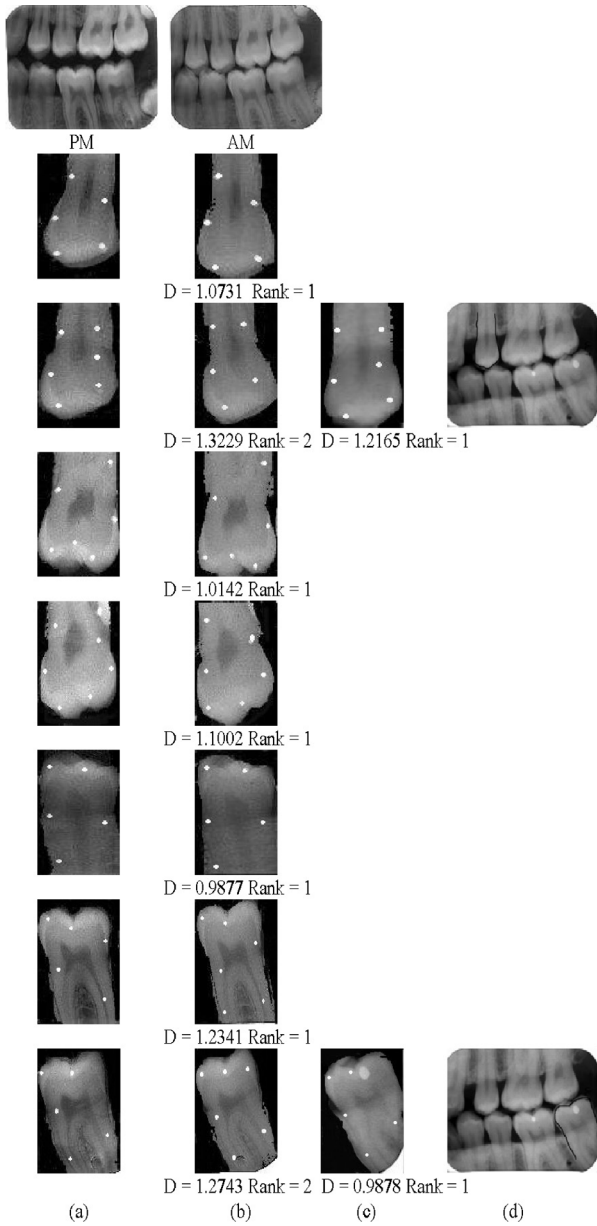 PM AM
D = 1.0731 Rank = 1
D = 1.3229 Rank = 2 D = 1.2165 Rank = 1
D = 1.0142 Rank = 1
D = 1.1002 Rank = 1
D = 0.9877 Rank = 1
D = 1.2341 Rank = 1
D = 1.2743 Rank = 2 D = 0.9878 Rank = 1
(a) (b) (c) (d)